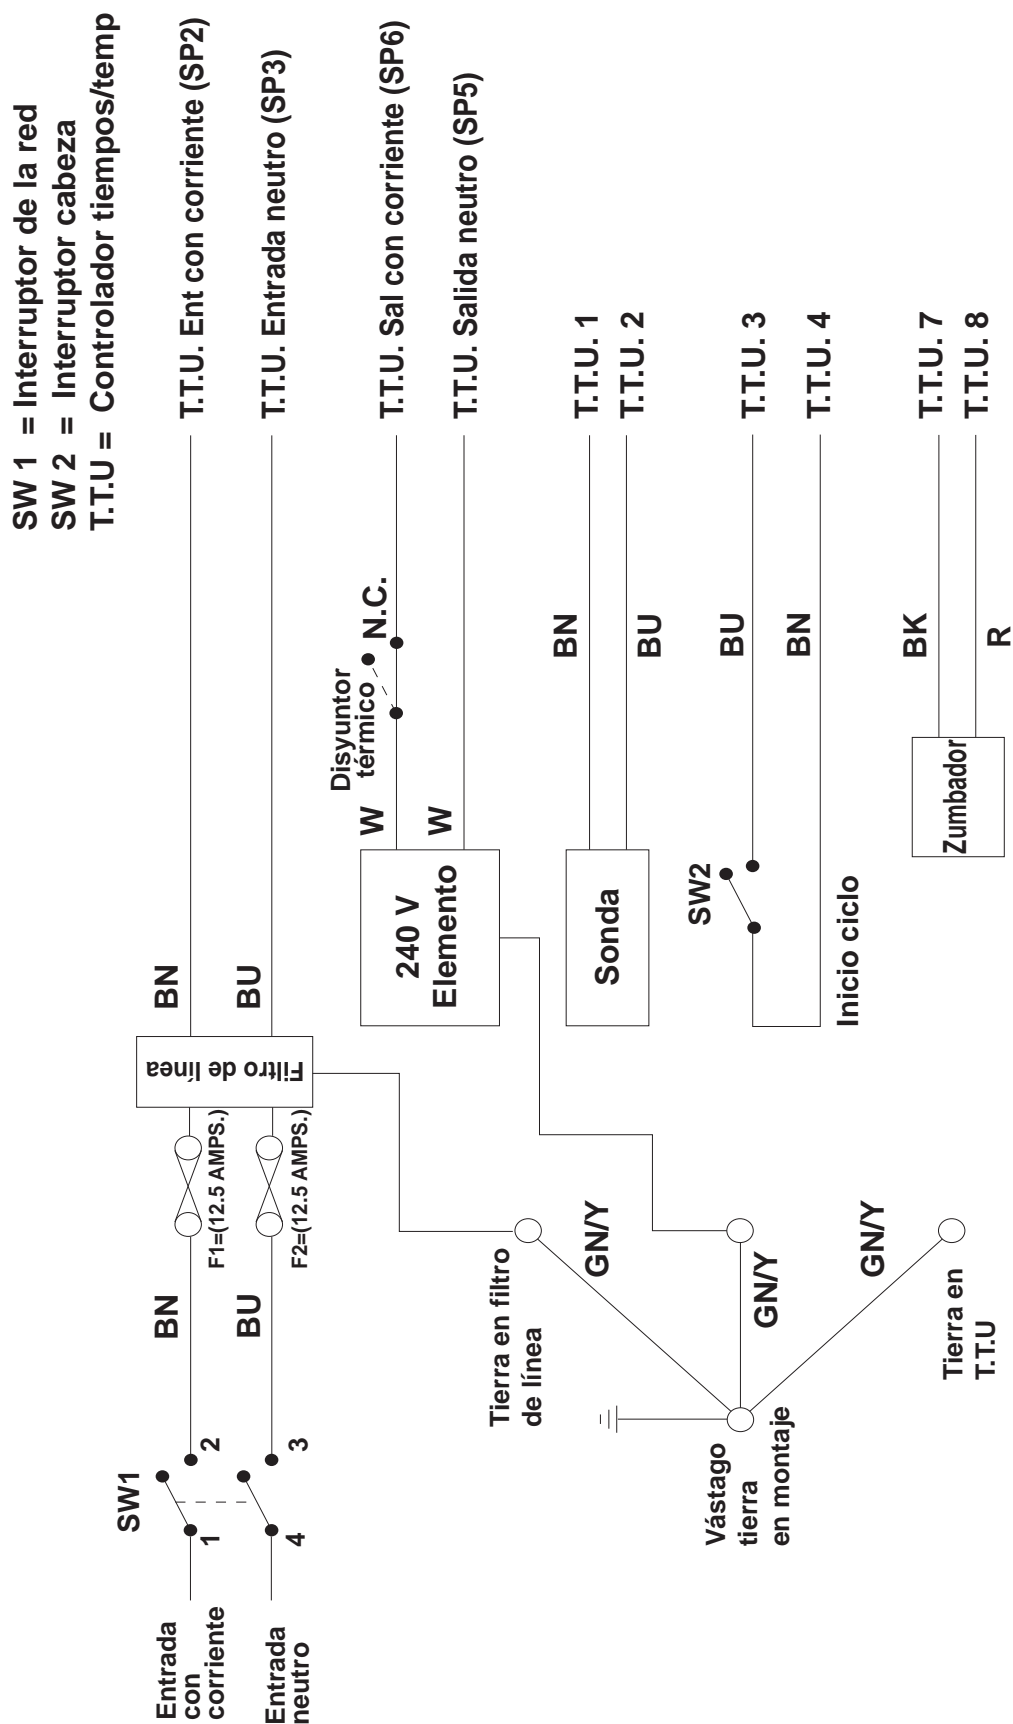 SW 1 = Interruptor de la red
SW 2 = Interruptor cabeza
T.T.U = Controlador tiempos/temp
Entrada
con
corriente
SW1
1
2
BN
F1=(12.5 AMPS.)
Filtro de línea
BN
T.T.U. Ent con corriente (SP2)
Entrada
neutro
4
3
BU
F2=(12.5 AMPS.)
BU
T.T.U. Entrada neutro (SP3)
Disyuntor
térmico
N.C.
W
T.T.U. Sal con corriente (SP6)
240 V
Elemento
W
T.T.U. Salida neutro (SP5)
Tierra en filtro
de línea
GN/Y
Sonda
BN
T.T.U. 1
BU
T.T.U. 2
Vástago
tierra
en montaje
GN/Y
SW2
BU
T.T.U. 3
BN
T.T.U. 4
Inicio ciclo
GN/Y
Tierra en
T.T.U
Zumbador
BK
T.T.U. 7
R
T.T.U. 8